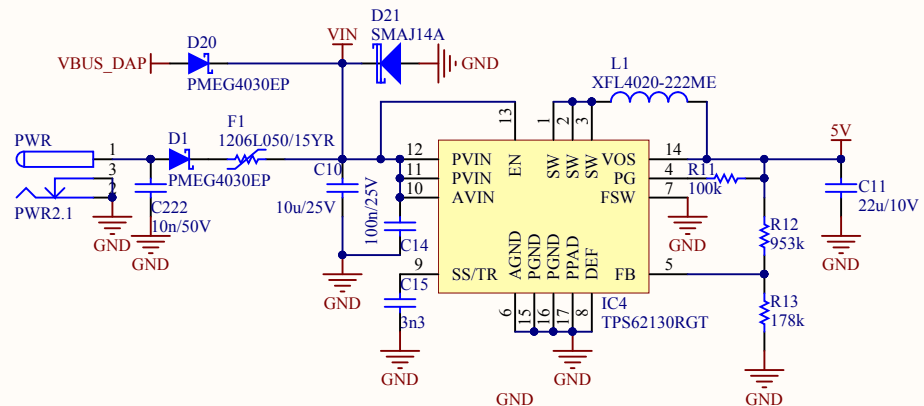 D21
D20
VIN
SMAJ14A
VBUS_DAP
GND
PMEG4030EP
L1
XFL4020-222ME
13
1
2
3
5V
PWR
1
D1
F1
1206L050/15YR
12
PVIN
EN
SW
SW
SW
VOS
14
3
2
11
PVIN
PG
4
R11
100k
C10
10
AVIN
FSW
7
PMEG4030EP
PWR2.1
C222
10n/50V
10u/25V
100n/25V
C11
22u/10V
GND
GND
C14
GND
R12
953k
GND
9
SS/TR
AGND
PGND
PGND
PPAD
DEF
FB
5
GND
C15
3n3
6
15
16
17
8
IC4
TPS62130RGT
R13
178k
GND
GND
GND
GND